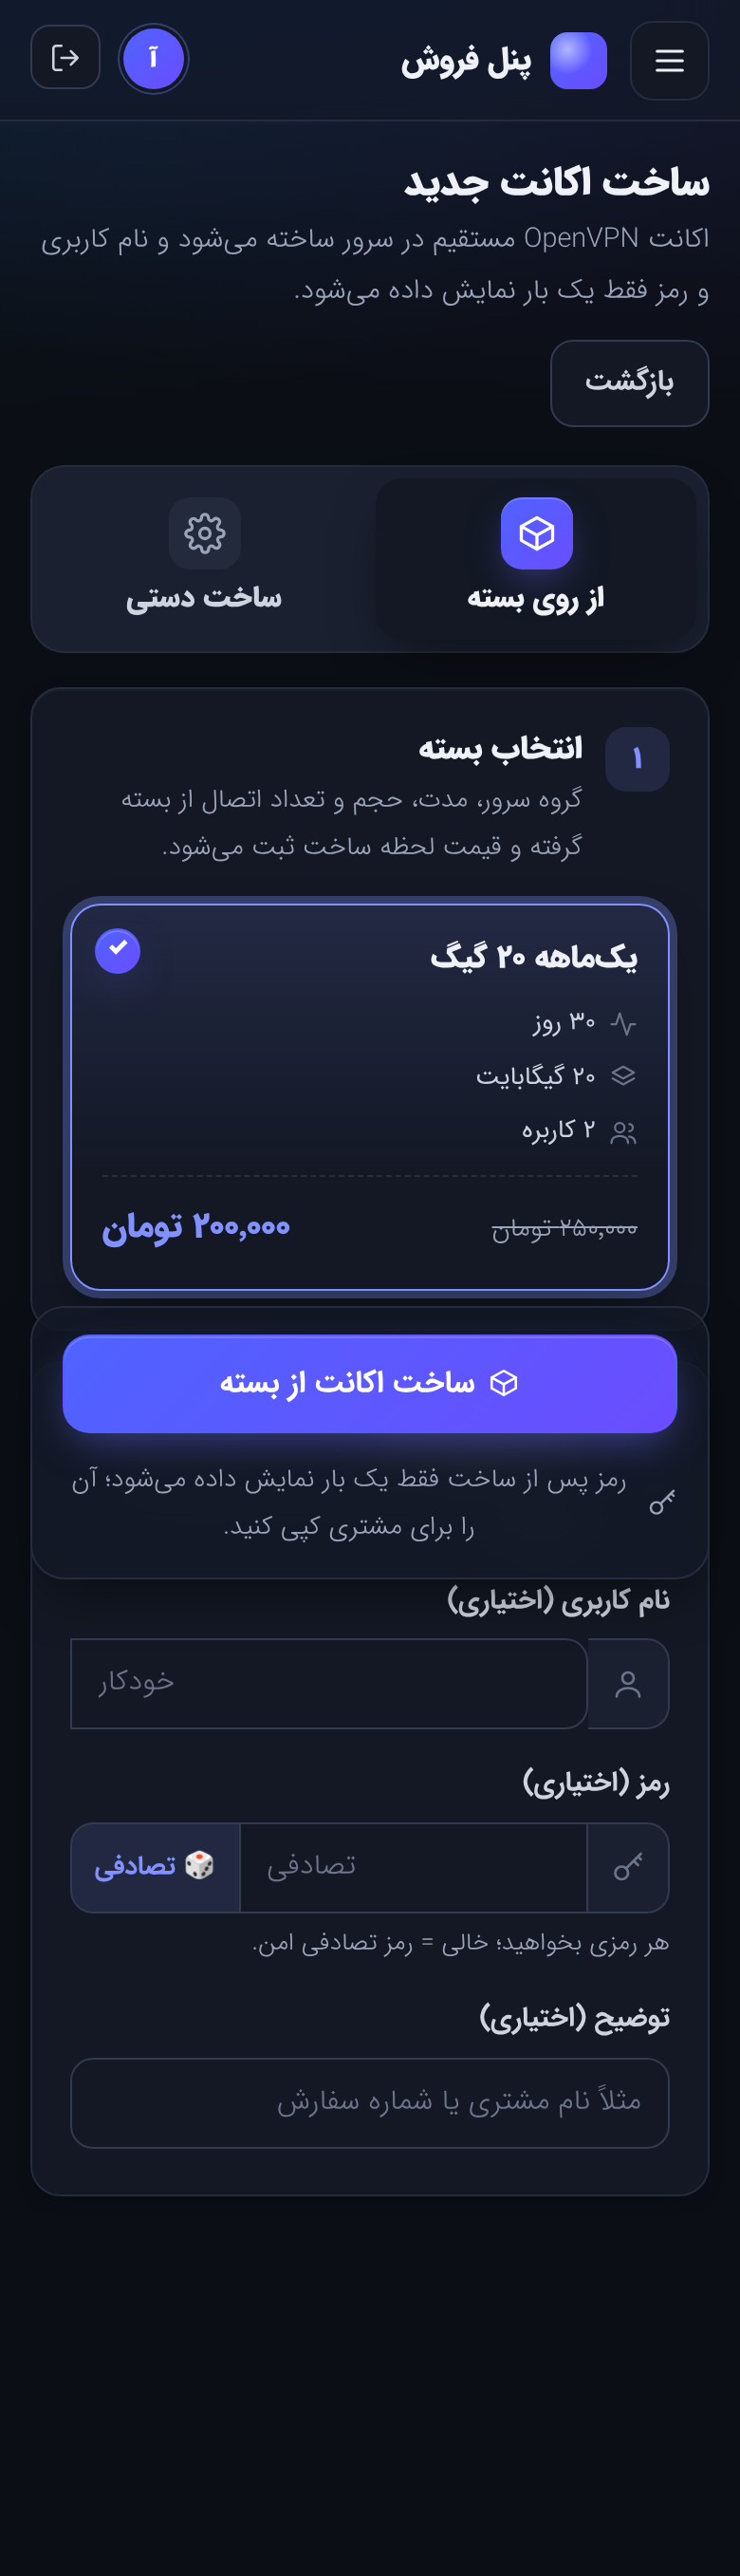 پنل فروش
آ
ساخت اکانت جدید
اکانت OpenVPN مستقیم در سرور ساخته می‌شود و نام کاربری
و رمز فقط یک بار نمایش داده می‌شود.
بازگشت
از روی بسته
ساخت دستی
۱
انتخاب بسته
گروه سرور، مدت، حجم و تعداد اتصال از بسته
گرفته و قیمت لحظه ساخت ثبت می‌شود.
یک‌ماهه ۲۰ گیگ
۳۰ روز
۲۰ گیگابایت
۲ کاربره
۲۵۰,۰۰۰ تومان
۲۰۰,۰۰۰ تومان
ساخت اکانت از بسته
رمز پس از ساخت فقط یک بار نمایش داده می‌شود؛ آن
را برای مشتری کپی کنید.
نام کاربری (اختیاری)
خودکار
رمز (اختیاری)
تصادفی
🎲 تصادفی
هر رمزی بخواهید؛ خالی = رمز تصادفی امن.
توضیح (اختیاری)
مثلاً نام مشتری یا شماره سفارش